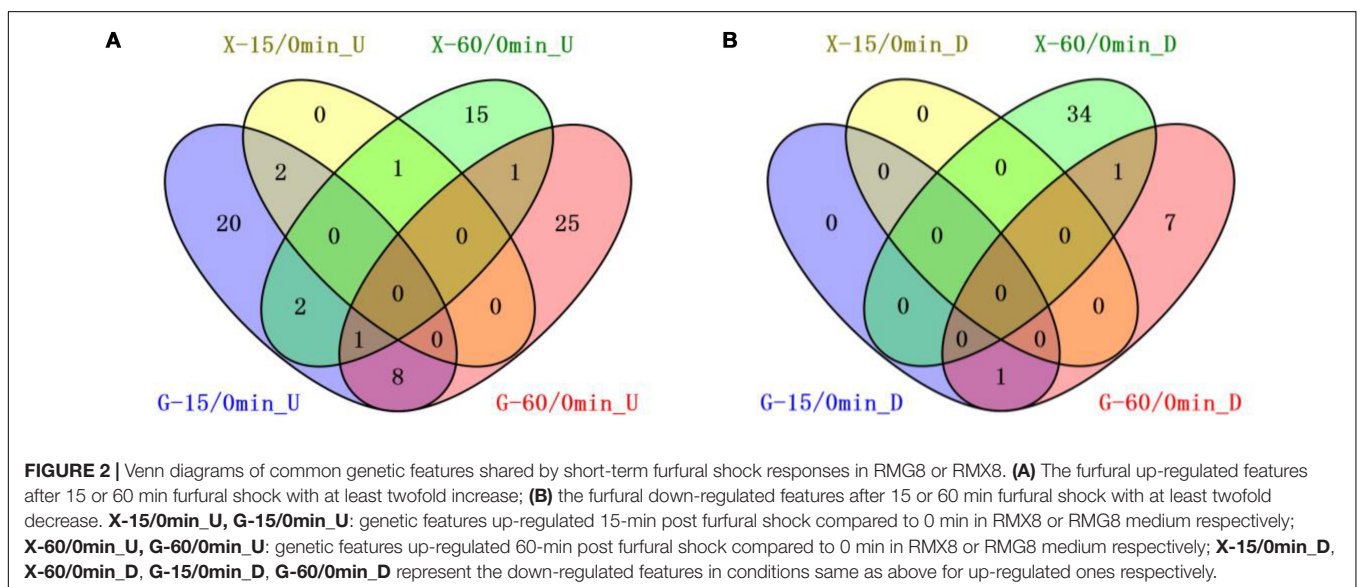 A
B
X-15/0min_U
X-60/0min_U
X-15/0min_D
X-60/0min_D
0
15
0
34
2
1
1
0
0
1
20
25
0
7
0
0
0
0
2
0
0
0
0
0
1
0
0
0
8
1
G-15/0min_U
G-60/0min_U
G-15/0min_D
G-60/0min_D
FIGURE 2 | Venn diagrams of common genetic features shared by short-term furfural shock responses in RMG8 or RMX8. (A) The furfural up-regulated features
after 15 or 60 min furfural shock with at least twofold increase; (B) the furfural down-regulated features after 15 or 60 min furfural shock with at least twofold
decrease. X-15/0min_U, G-15/0min_U: genetic features up-regulated 15-min post furfural shock compared to 0 min in RMX8 or RMG8 medium respectively;
X-60/0min_U, G-60/0min_U: genetic features up-regulated 60-min post furfural shock compared to 0 min in RMX8 or RMG8 medium respectively; X-15/0min_D,
X-60/0min_D, G-15/0min_D, G-60/0min_D represent the down-regulated features in conditions same as above for up-regulated ones respectively.